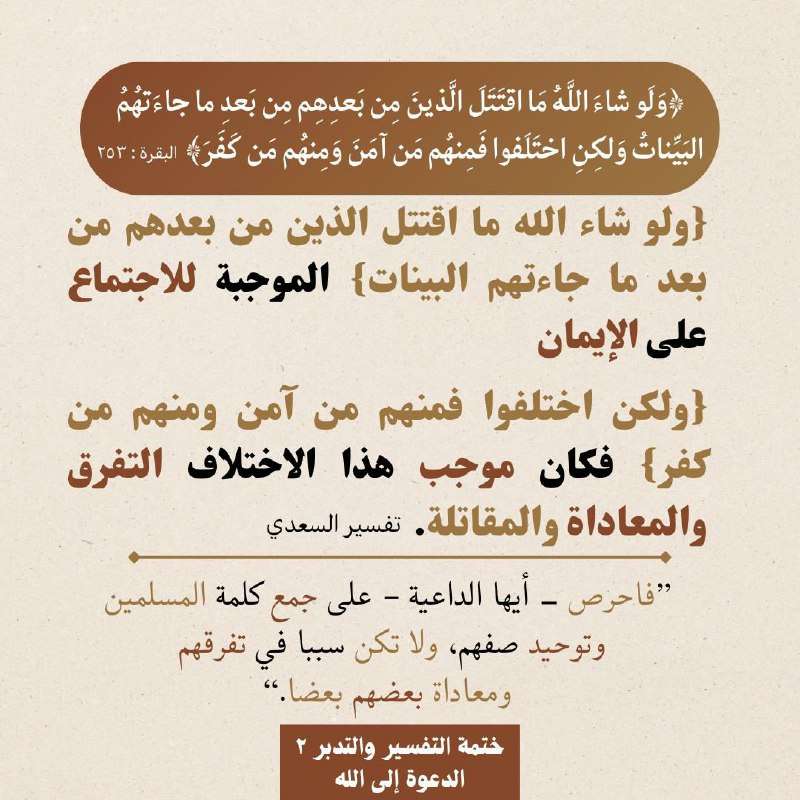 ﴿وَلَو شاءَ اللَّهُ مَا اقتَتَلَ الَّذينَ مِن بَعدِهِم مِن بَعدِ ما جاءَتهُمُ
البَيِّناتُ وَلكِنِ اختَلَفوا فَمِنهُم مَن آمَنَ وَمِنهُم مَن كَفَرَ﴾ البقرة: ٢٥٣
{ولو شاء الله ما اقتتل الذين من بعدهم من
بعد ما جاءتهم البينات} الموجبة للاجتماع
على الإيمان
{ولكن اختلفوا فمنهم من آمن ومنهم من
كفر} فكان موجب هذا الاختلاف التفرق
والمعاداة والمقاتلة. تفسير السعدي
”فاحرص – أيها الداعية – على جمع كلمة المسلمين
وتوحيد صفهم، ولا تكن سببا في تفرقهم
ومعاداة بعضهم بعضا.“
ختمة التفسير والتدبر ٢
الدعوة إلى الله